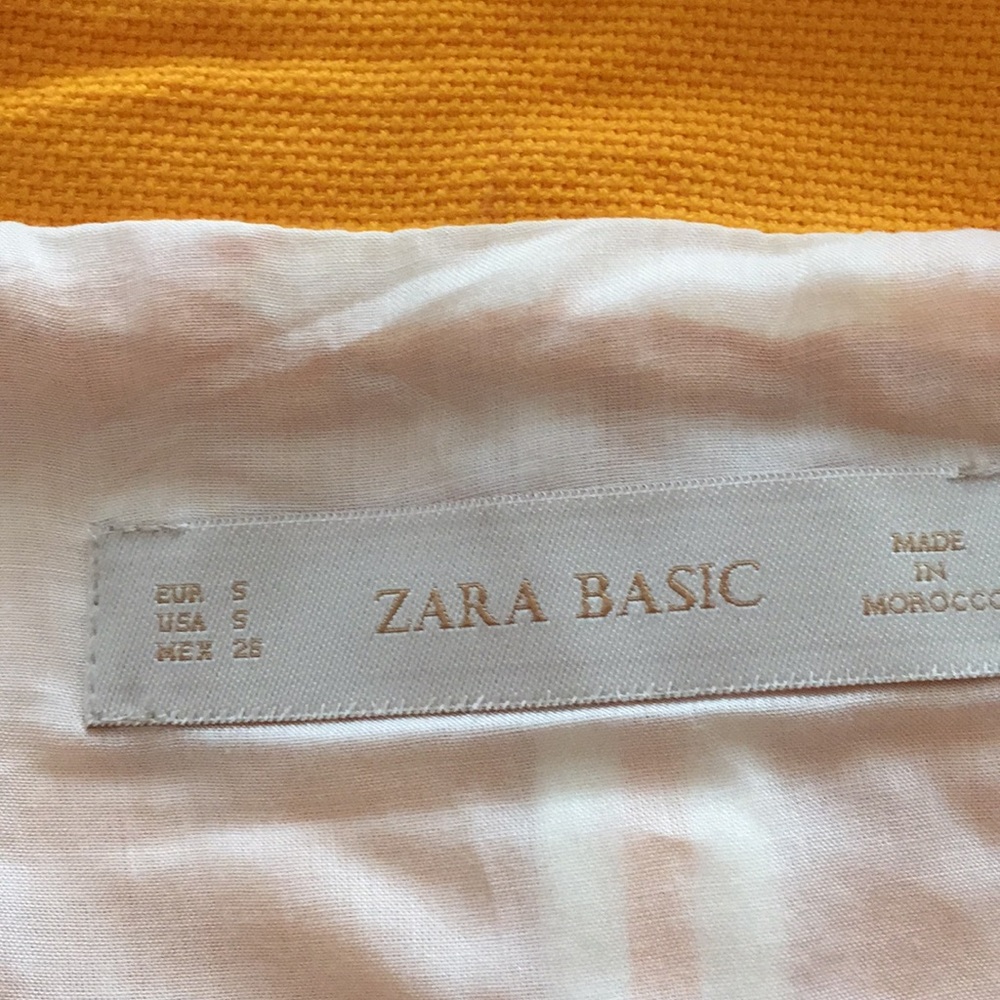 EUR S
USA S
MEX 26
ZARA BASIC
MADE
IN
MOROCCO